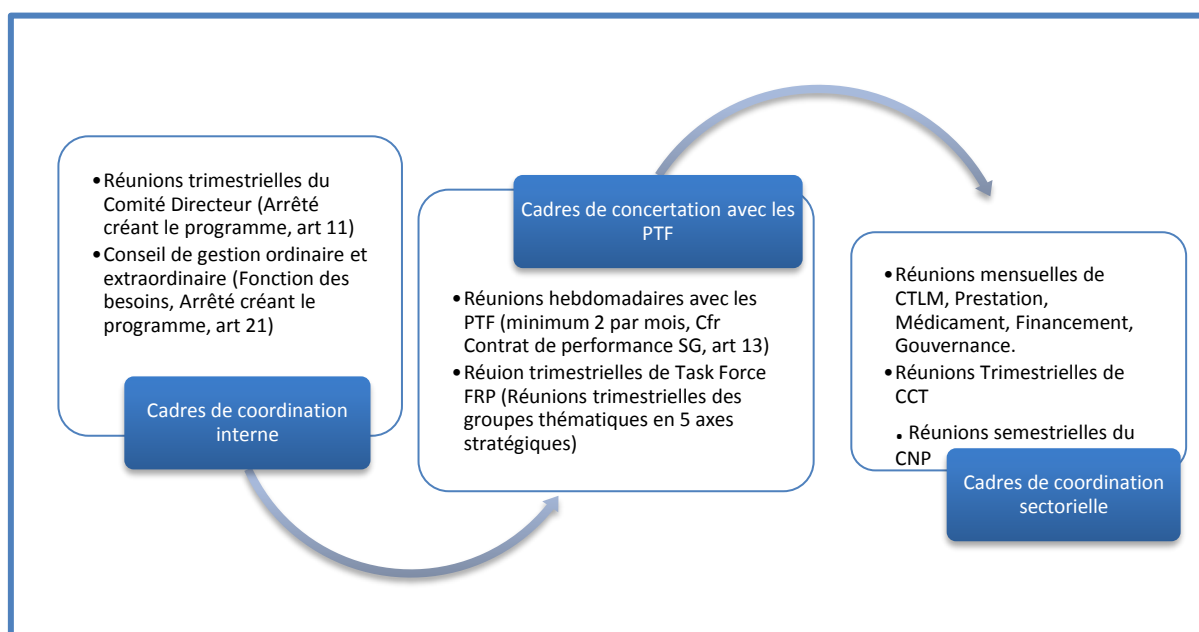 •Réunions trimestrielles du
Comité Directeur (Arrêté
créant le programme, art 11)
•Conseil de gestion ordinaire et
extraordinaire (Fonction des
besoins, Arrêté créant le
programme, art 21)
Cadres de coordination
interne
Cadres de concertation avec les
PTF
•Réunions hebdomadaires avec les
PTF (minimum 2 par mois, Cfr
Contrat de performance SG, art 13)
•Réuion trimestrielles de Task Force
FRP (Réunions trimestrielles des
groupes thématiques en 5 axes
stratégiques)
•Réunions mensuelles de
CTLM, Prestation,
Médicament, Financement,
Gouvernance.
•Réunions Trimestrielles de
CCT
. Réunions semestrielles du
CNP
Cadres de coordination
sectorielle